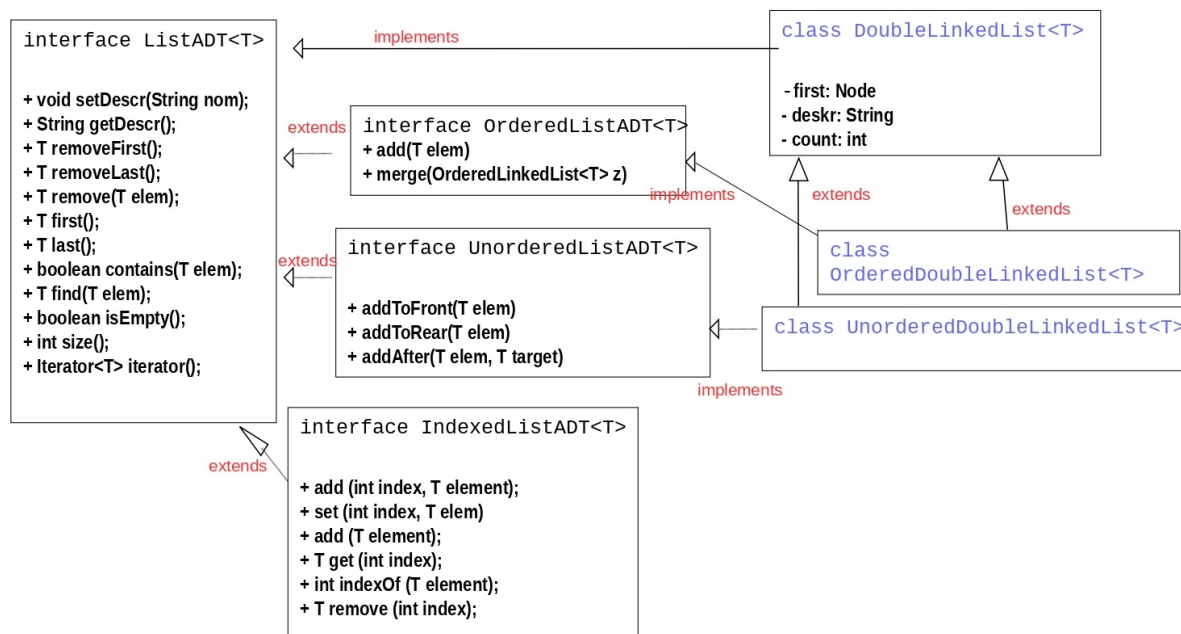 interface ListADT<T>
+ void setDescr(String nom);
+ String getDescr();
+ T removeFirst();
+ T removeLast();
+ T remove(T elem);
+ T first();
+ T last();
+ boolean contains(T elem);
+ T find(T elem);
+ boolean isEmpty();
+ int size();
+ Iterator<T> iterator();
implements
class DoubleLinkedList<T>
- first: Node
- deskr: String
- count: int
extends
interface OrderedListADT<T>
+ add(T elem)
+ merge(OrderedLinkedList<T> z)
implements
extends
extends
class
OrderedDoubleLinkedList<T>
extends
interface UnorderedListADT<T>
+ addToFront(T elem)
+ addToRear(T elem)
+ addAfter(T elem, T target)
class UnorderedDoubleLinkedList<T>
implements
extends
interface IndexedListADT<T>
+ add (int index, T element);
+ set (int index, T elem)
+ add (T element);
+ T get (int index);
+ int indexOf (T element);
+ T remove (int index);